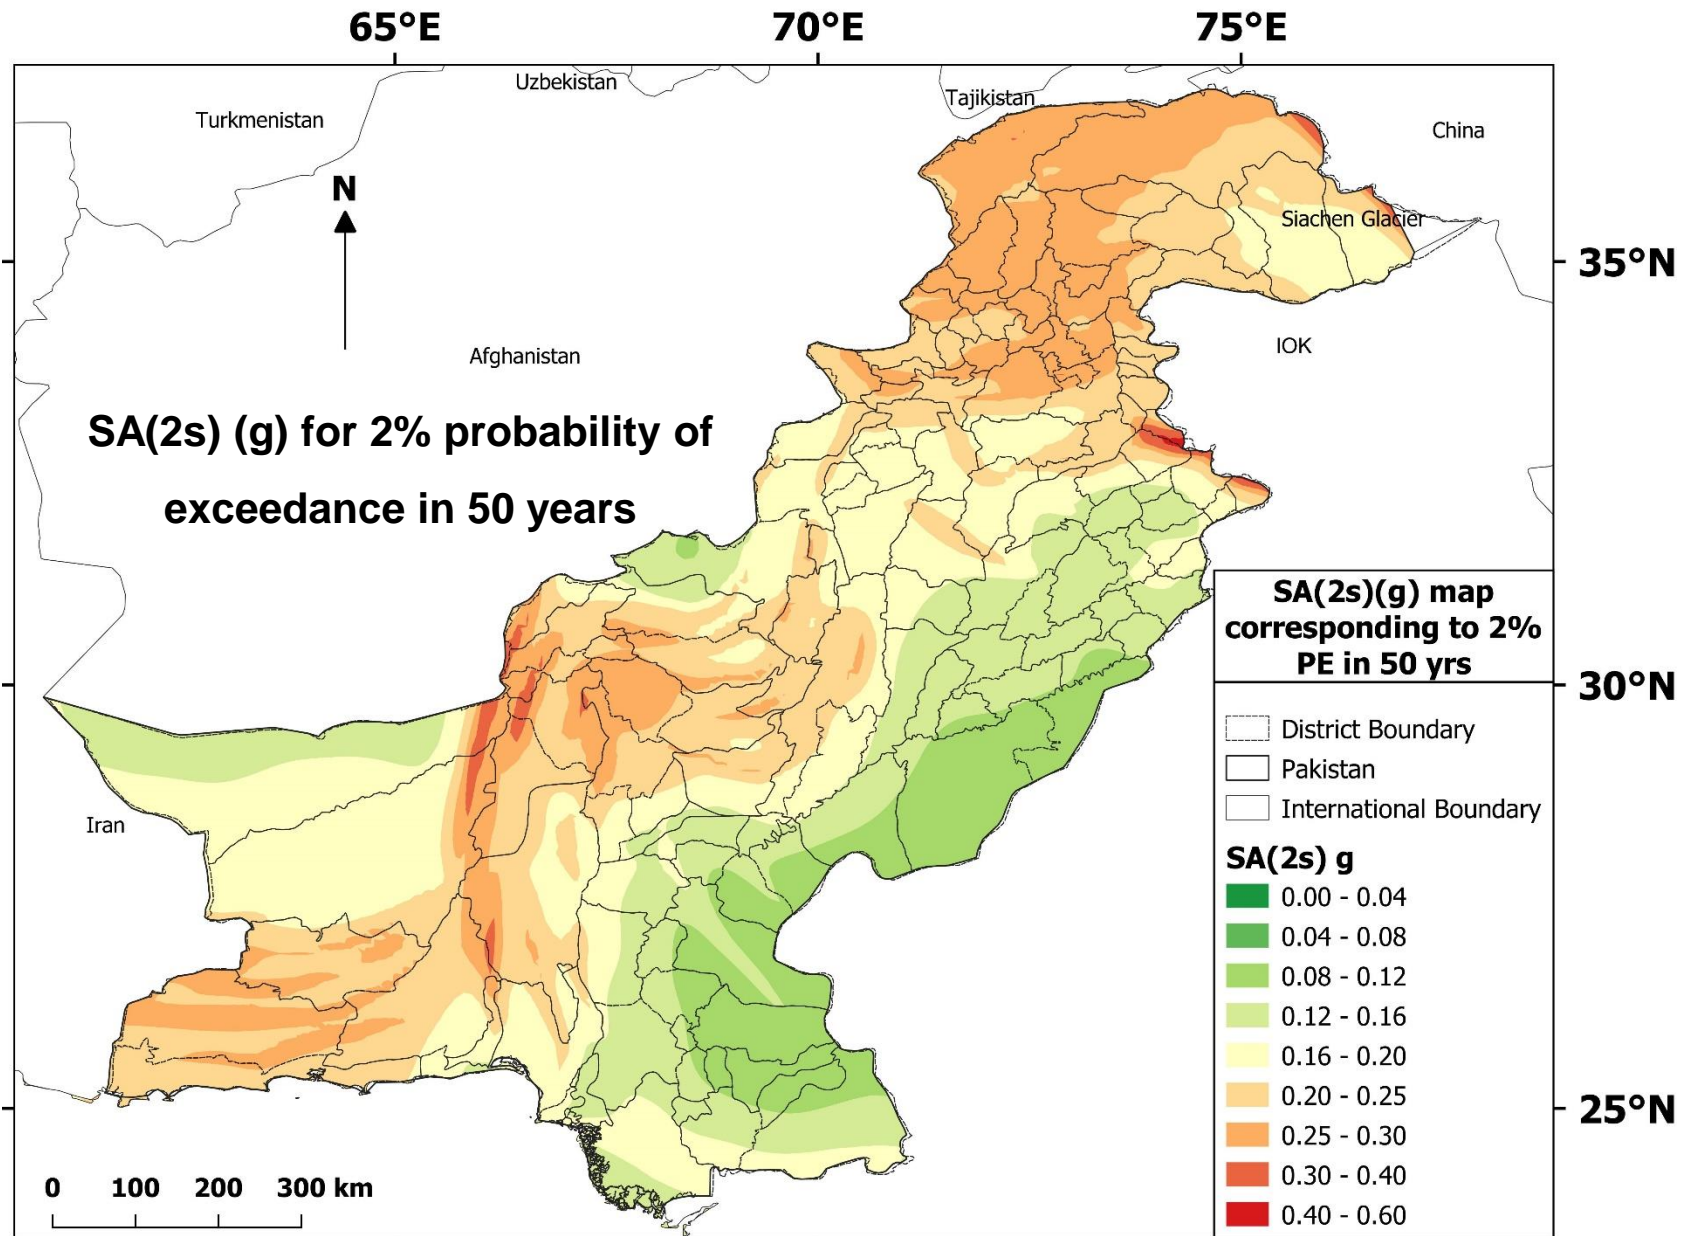 65°E
70°E
75°E
Uzbekistan
Tajikistan
Turkmenistan
China
N
Siachen Glacier
35°N
IOK
Afghanistan
SA(2s) (g) for 2% probability of
exceedance in 50 years
SA(2s)(g) map
corresponding to 2%
PE in 50 yrs
30°N
District Boundary
Pakistan
International Boundary
Iran
SA(2s) g
0.00 - 0.04
0.04 - 0.08
0.08 - 0.12
0.12 - 0.16
0.16 - 0.20
0.20 - 0.25
25°N
0.25 - 0.30
0.30 - 0.40
0.40 - 0.60
0 100 200 300 km